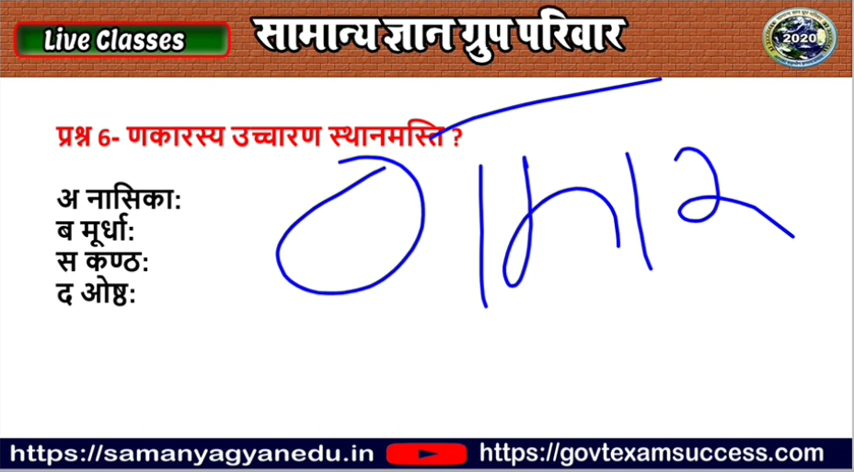 Live Classes
सामान्य ज्ञान ग्रुप परिवार
2020
प्रश्न 6- णकारस्य उच्चारण स्थानमस्ति ?
अ नासिका:
ब मूर्धा:
स कण्ठ:
द ओष्ठ:
https://samanyagyanedu.in
https://govtexamsuccess.com